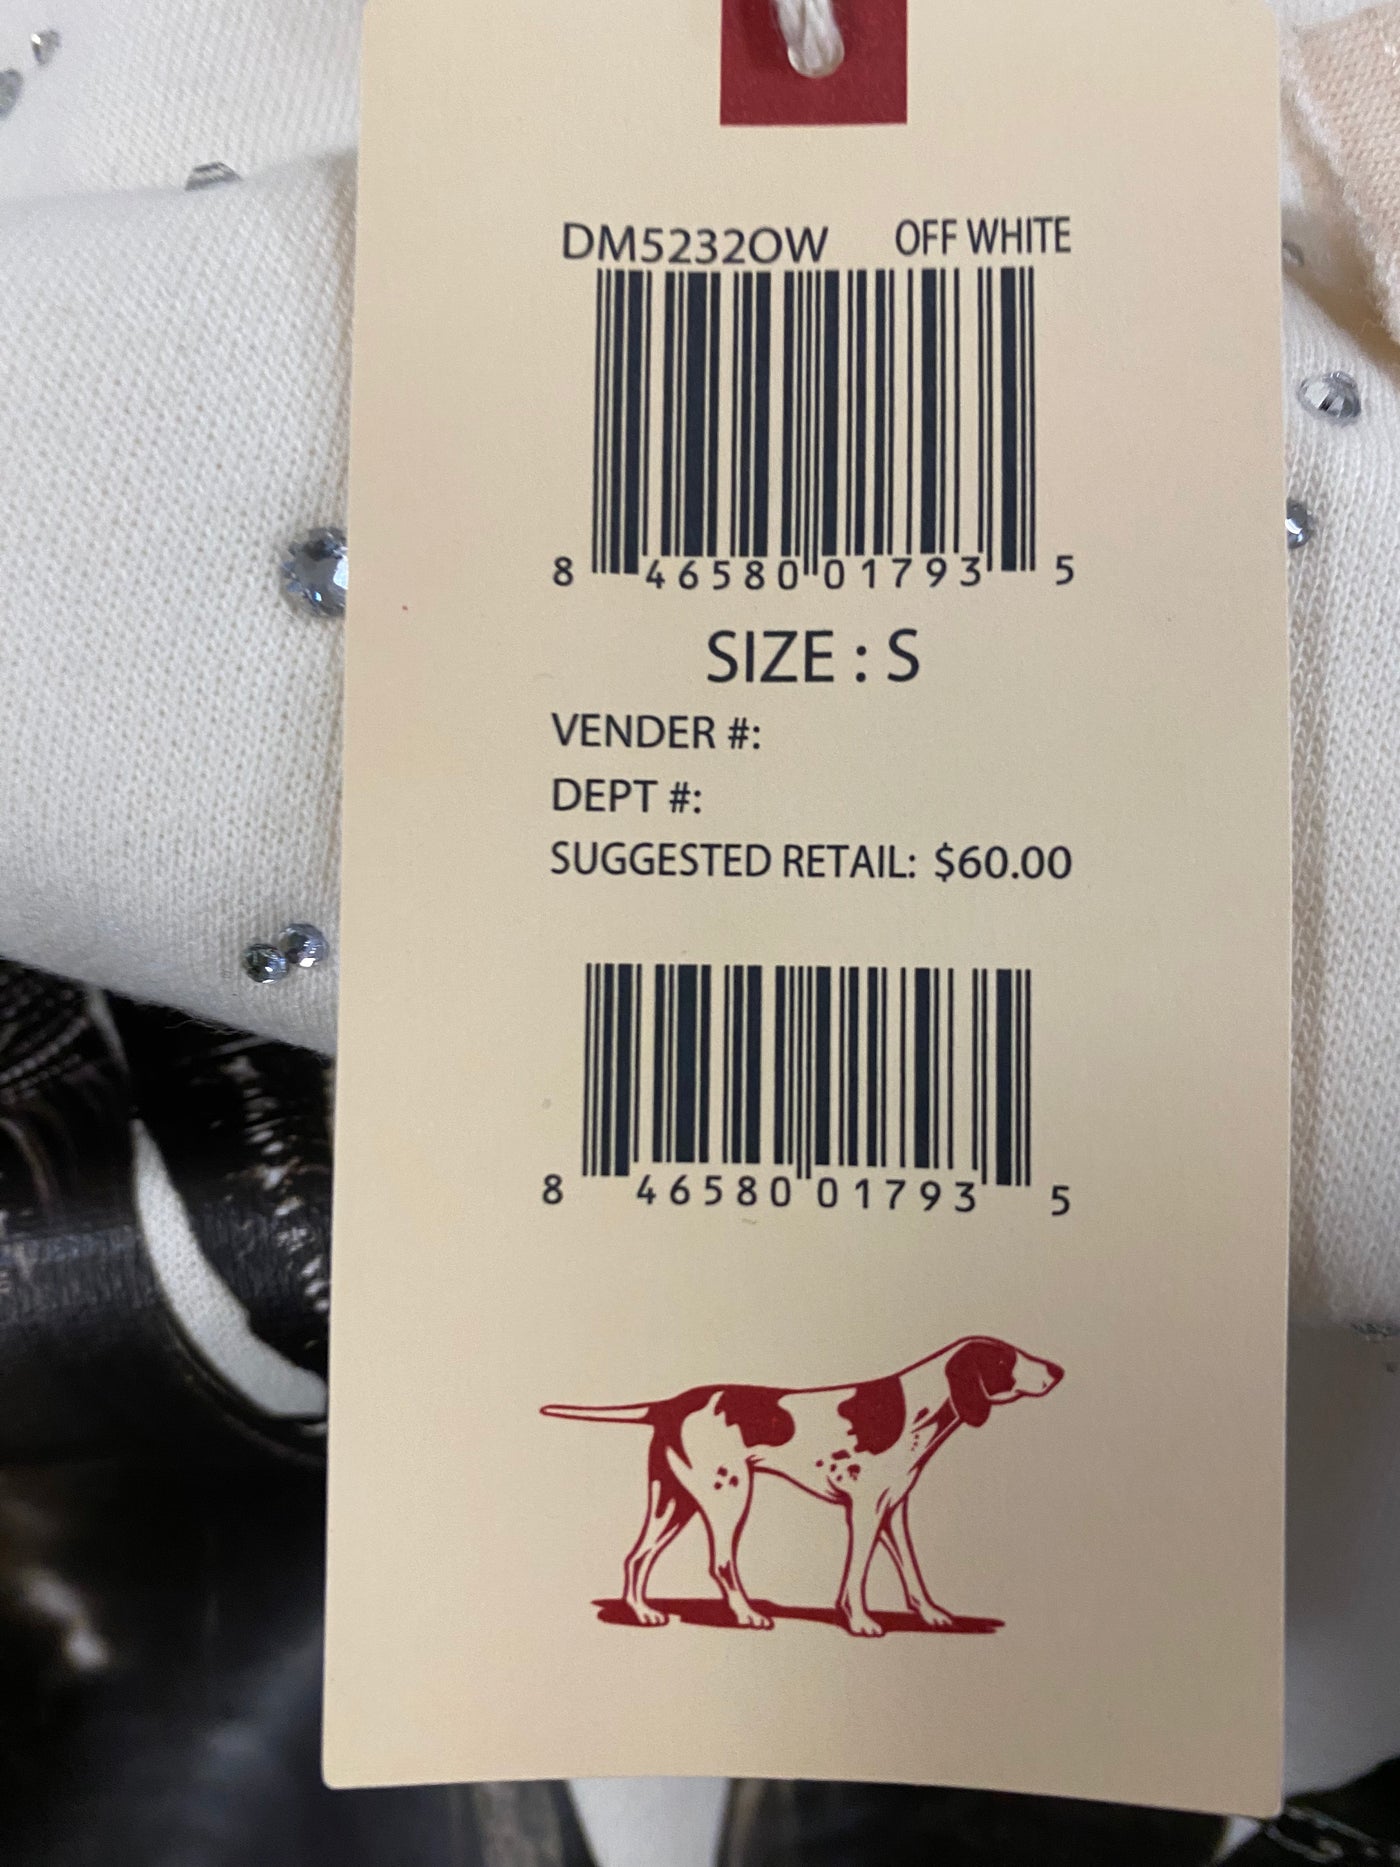 DM5232OW OFF WHITE
8 46580 01793 5
SIZE : S
VENDER #:
DEPT #:
SUGGESTED RETAIL: $60.00
8 46580 01793 5